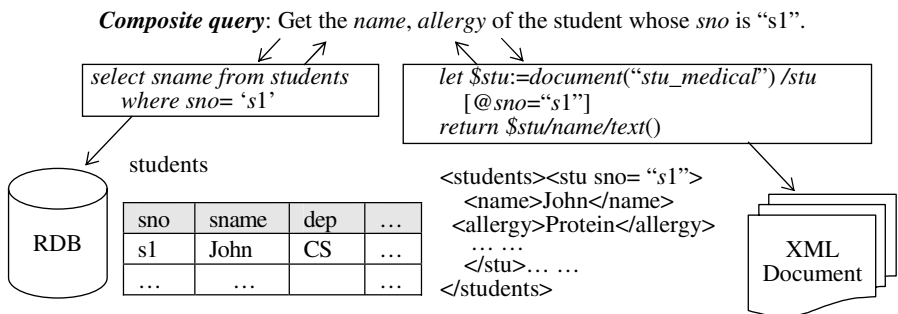 Composite query: Get the name, allergy of the student whose sno is “s1”.
select sname from students
where sno= ‘s1’
let $stu:=document(“stu_medical”) /stu
[@sno=“s1”]
return $stu/name/text()
RDB
students
sno sname dep …
s1 John CS …
… … …
<students><stu sno= “s1”>
<name>John</name>
<allergy>Protein</allergy>
… …
</stu>… …
</students>
XML
Document